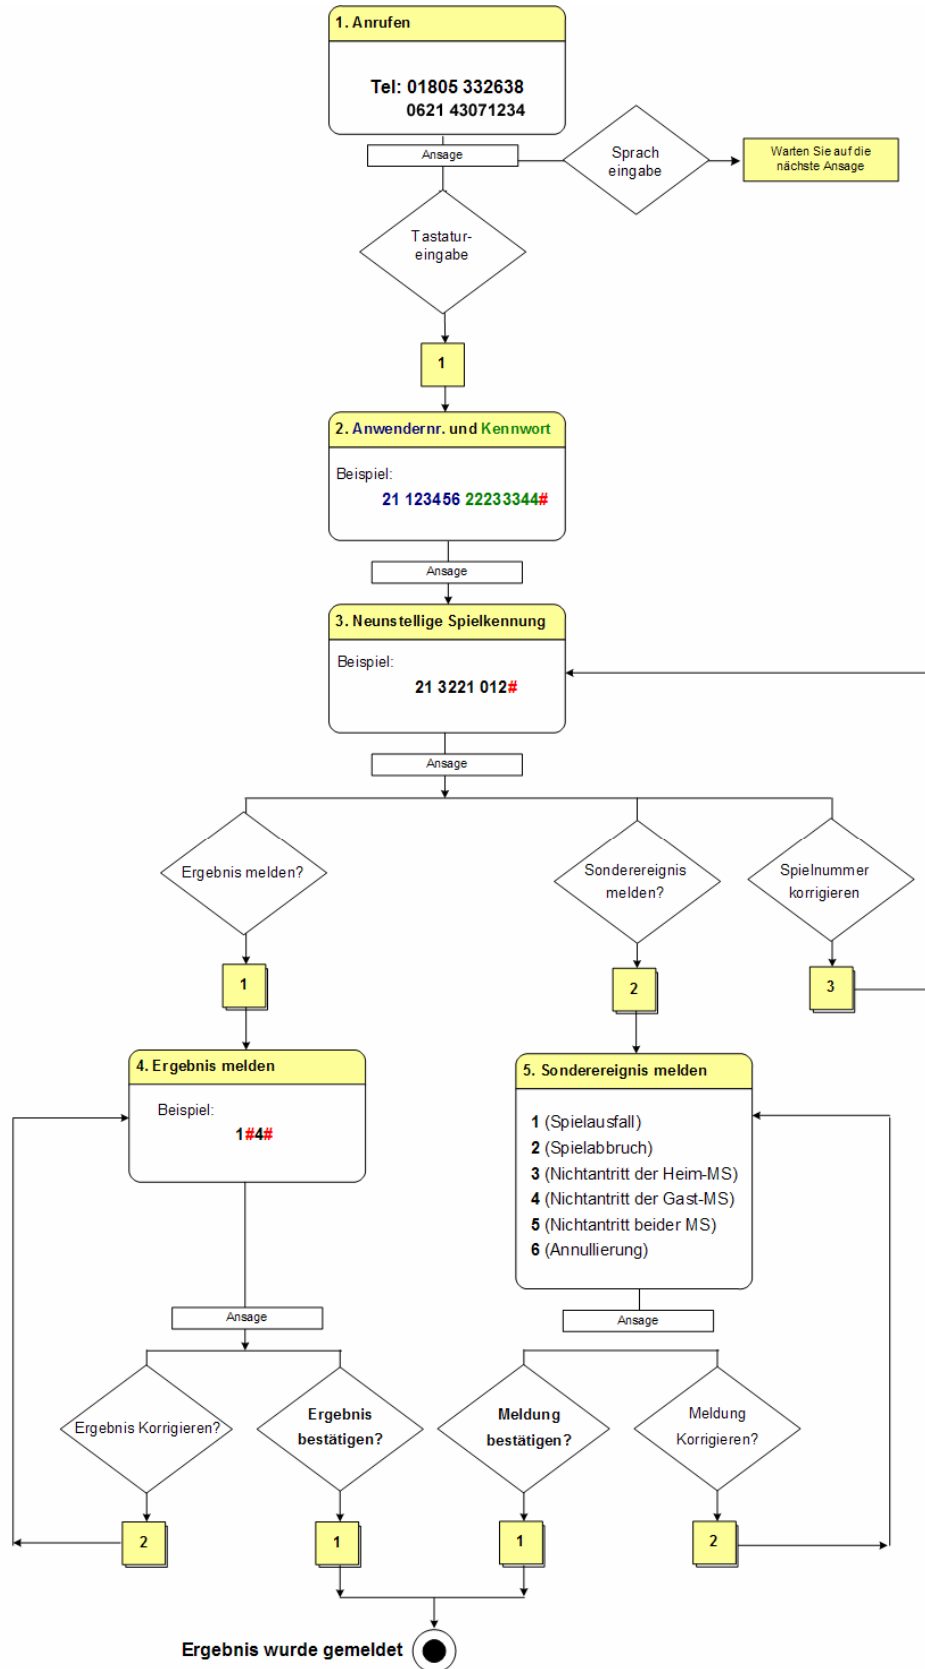 1. Anrufen
Tel: 01805 332638
0621 43071234
Ansage
Sprach
eingabe
Warten Sie auf die
nächste Ansage
Tastatur-
eingabe
1
2. Anwendernr. und Kennwort
Beispiel:
21 123456 22233344#
Ansage
3. Neunstellige Spielkennung
Beispiel:
21 3221 012#
Ansage
Ergebnis melden?
Sonderereignis
melden?
Spielnummer
korrigieren
1
2
3
4. Ergebnis melden
Beispiel:
1#4#
5. Sonderereignis melden
1 (Spielausfall)
2 (Spielabbruch)
3 (Nichtantritt der Heim-MS)
4 (Nichtantritt der Gast-MS)
5 (Nichtantritt beider MS)
6 (Annullierung)
Ansage
Ansage
Ergebnis Korrigieren?
Ergebnis
bestätigen?
Meldung
bestätigen?
Meldung
Korrigieren?
2
1
1
2
Ergebnis wurde gemeldet